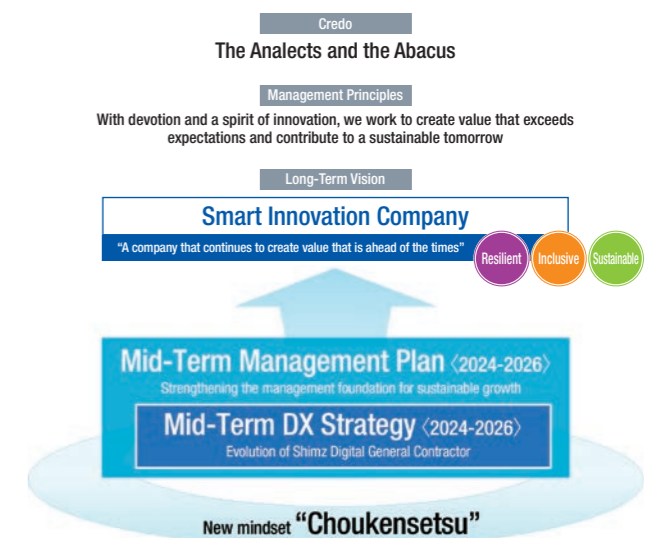 Credo
The Analects and the Abacus
Management Principles
With devotion and a spirit of innovation, we work to create value that exceeds
expectations and contribute to a sustainable tomorrow
Long-Term Vision
Smart Innovation Company
“A company that continues to create value that is ahead of the times”
Resilient
Inclusive
Sustainable
Mid-Term Management Plan〈2024-2026〉
Strengthening the management foundation for sustainable growth
Mid-Term DX Strategy〈2024-2026〉
Evolution of Shimz Digital General Contractor
New mindset “Choukensetsu”